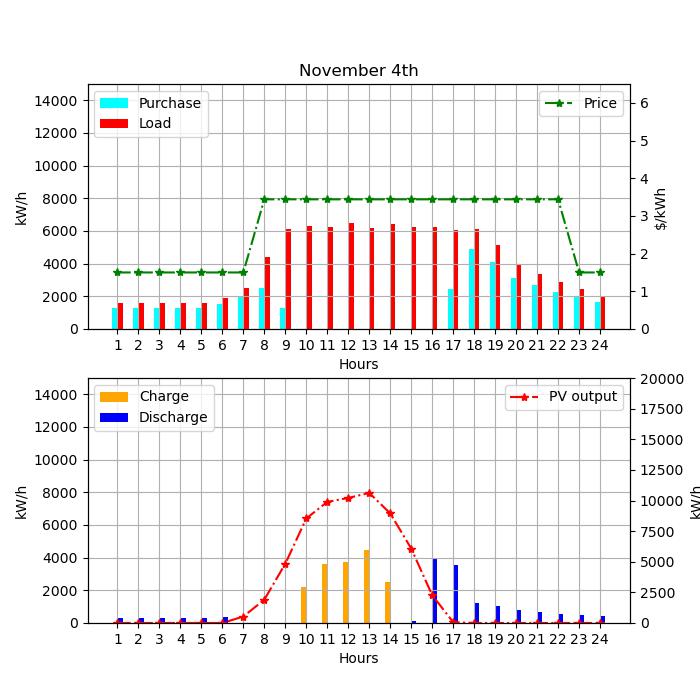 November 4th
14000
12000
10000
8000
6000
4000
2000
0
kW/h
Purchase
Load
Price
6
5
4
3
2
1
0
$/kWh
1 2 3 4 5 6 7 8 9 10 11 12 13 14 15 16 17 18 19 20 21 22 23 24
Hours
14000
12000
10000
8000
6000
4000
2000
0
kW/h
Charge
Discharge
PV output
20000
17500
15000
12500
10000
7500
5000
2500
0
kW/h
1 2 3 4 5 6 7 8 9 10 11 12 13 14 15 16 17 18 19 20 21 22 23 24
Hours